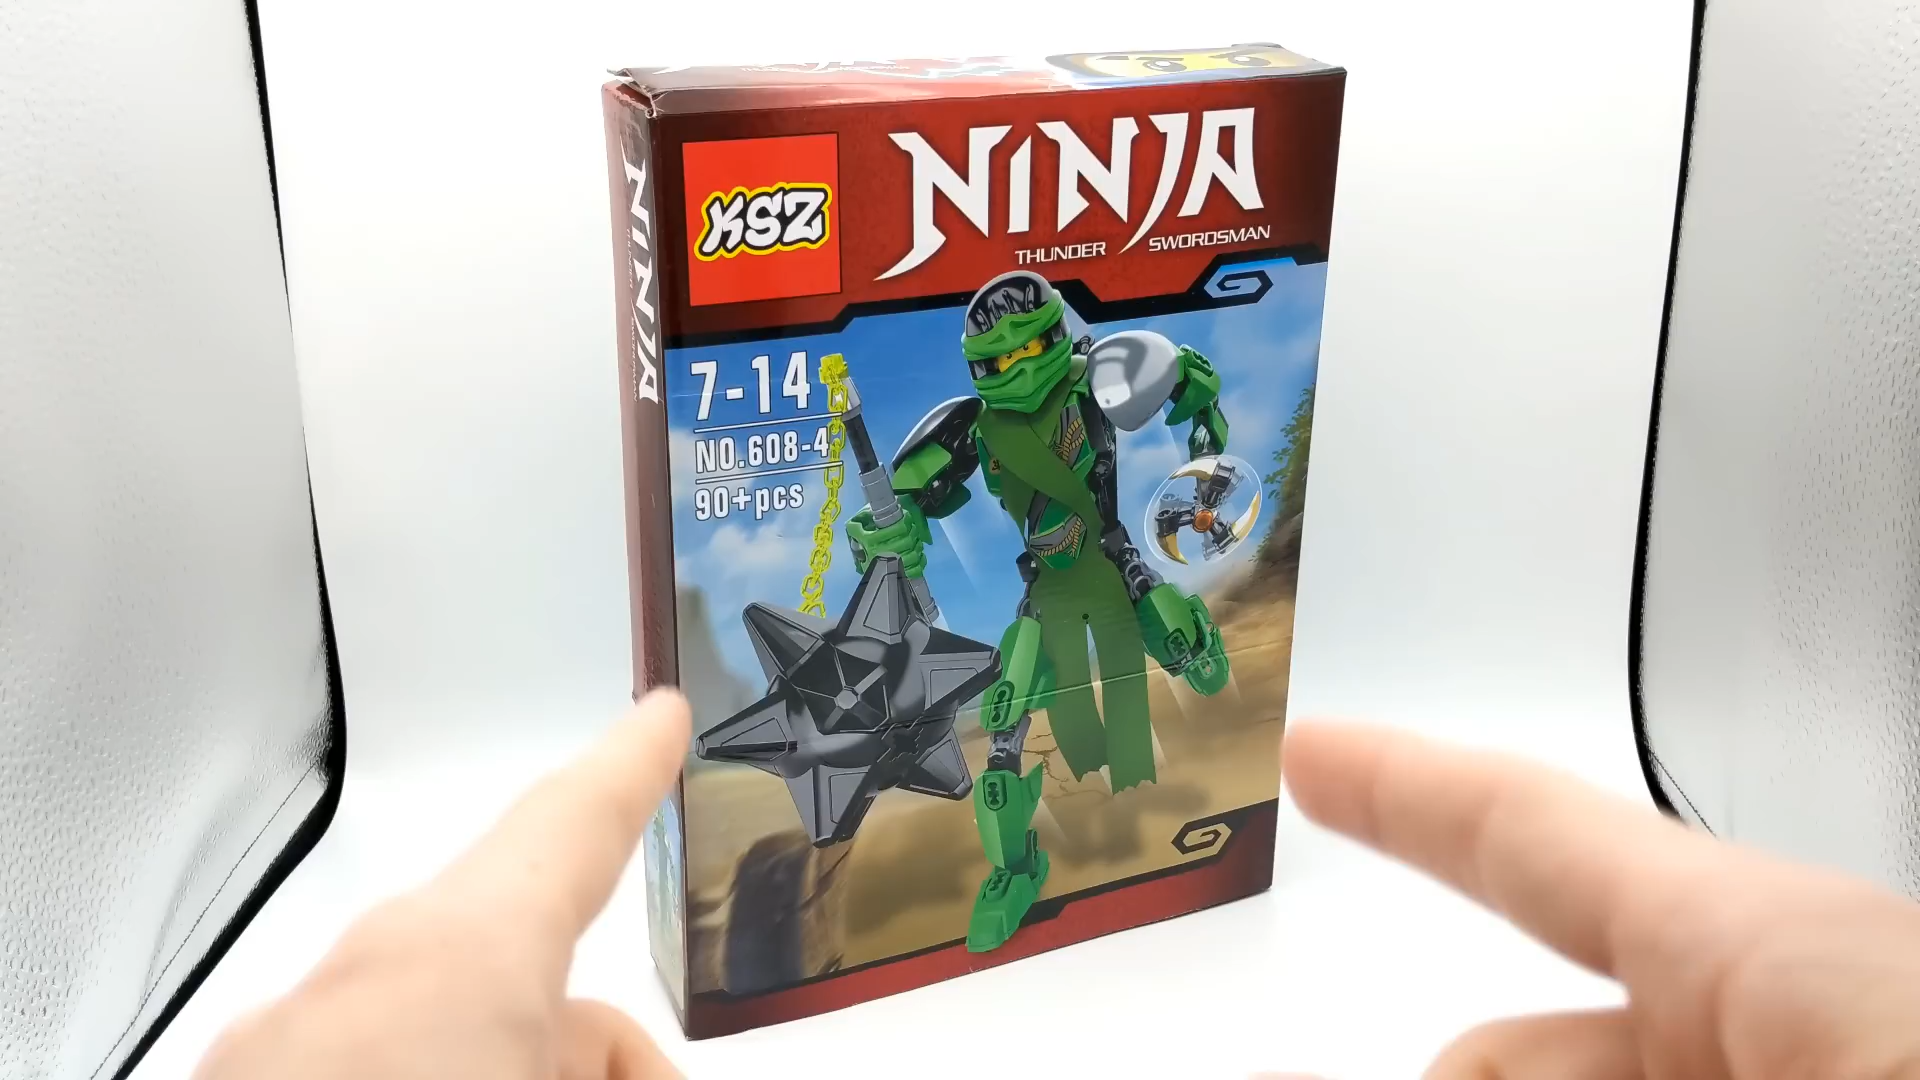 KSZ
NINJA
THUNDER SWORDSMAN
7-14
NO.608-4
90+pcs
NINJA